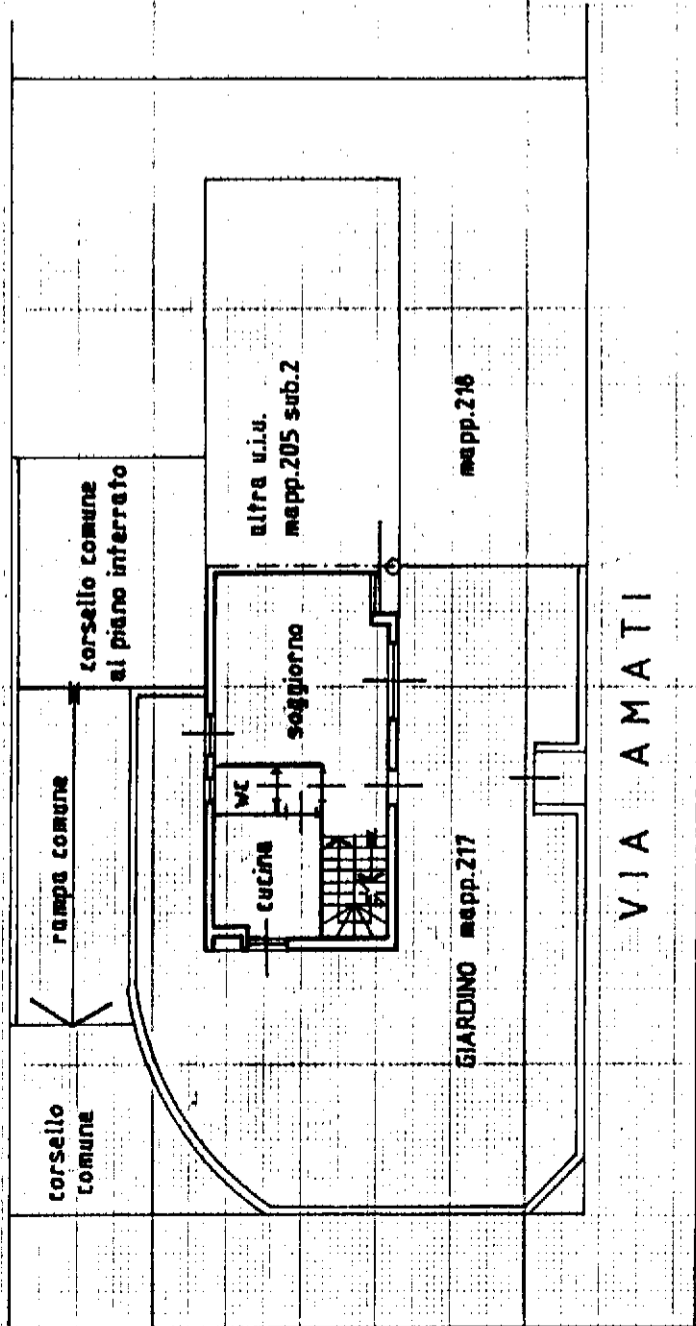 corsello
comune
rampa comune
corsello comune
al piano interrato
altra u.i.u.
mapp.205 sub.2
cucina
WC
soggiorno
GIARDINO mapp.217
mapp.218
VIA AMATI